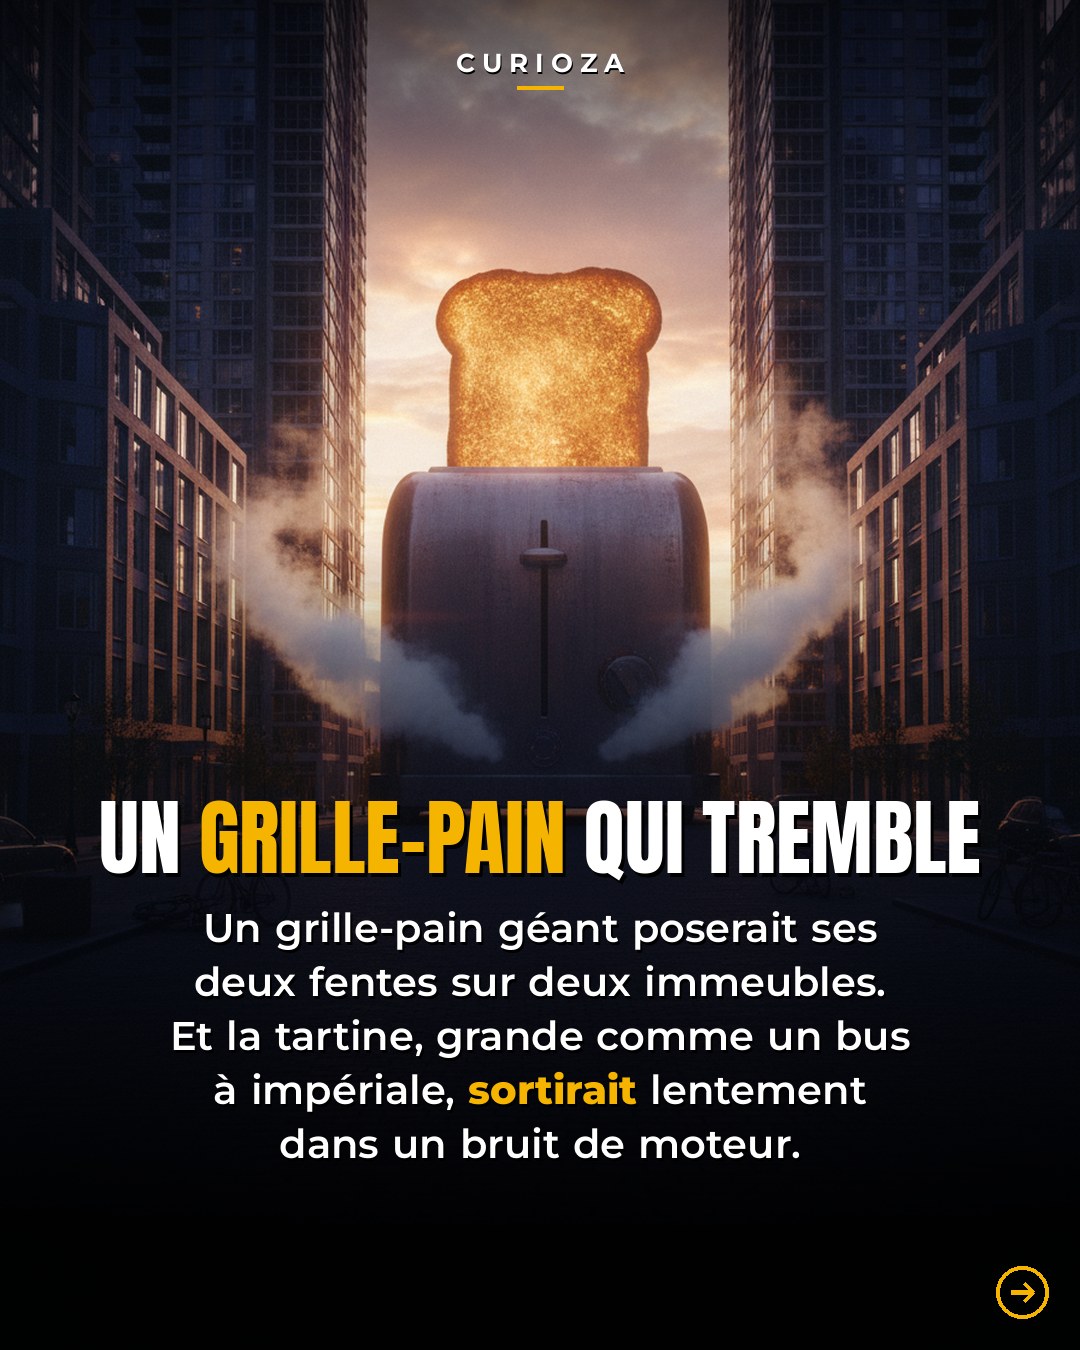 CURIOZA
UN GRILLE-PAIN QUI TREMBLE
Un grille-pain géant poserait ses
deux fentes sur deux immeubles.
Et la tartine, grande comme un bus
à impériale, sortirait lentement
dans un bruit de moteur.